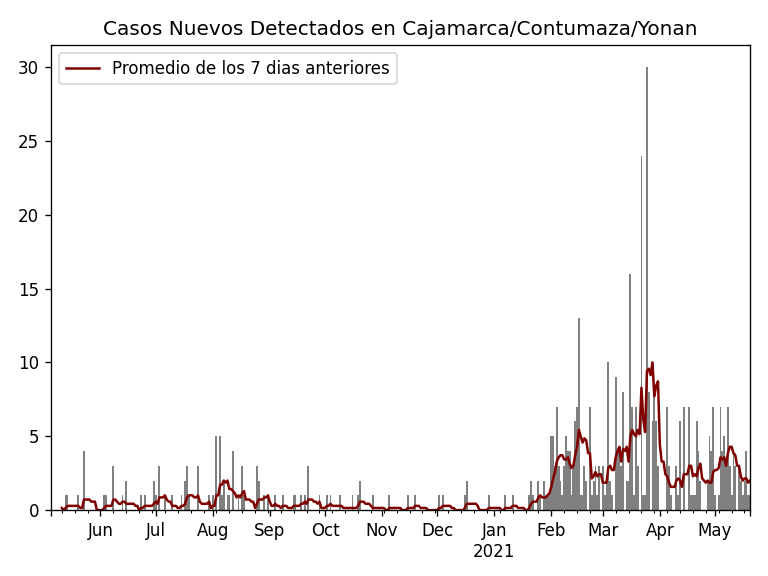 Casos Nuevos Detectados en Cajamarca/Contumaza/Yonan
Promedio de los 7 dias anteriores
30
25
20
15
10
5
0
Jun Jul Aug Sep Oct Nov Dec Jan Feb Mar Apr May
2021